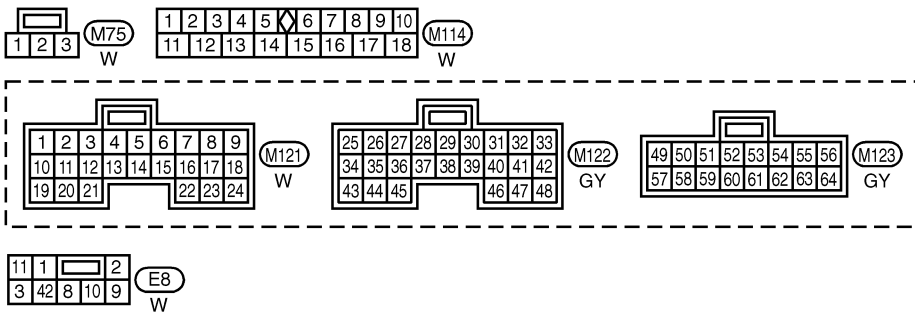 1 2 3 M75
W
1 2 3 4 5 6 7 8 9 10
11 12 13 14 15 16 17 18 M114
W
1 2 3 4 5 6 7 8 9
10 11 12 13 14 15 16 17 18
19 20 21 22 23 24
M121
W
25 26 27 28 29 30 31 32 33
34 35 36 37 38 39 40 41 42
43 44 45 46 47 48
M122
GY
49 50 51 52 53 54 55 56
57 58 59 60 61 62 63 64
M123
GY
11 1 2
3 42 8 10 9
E8
W